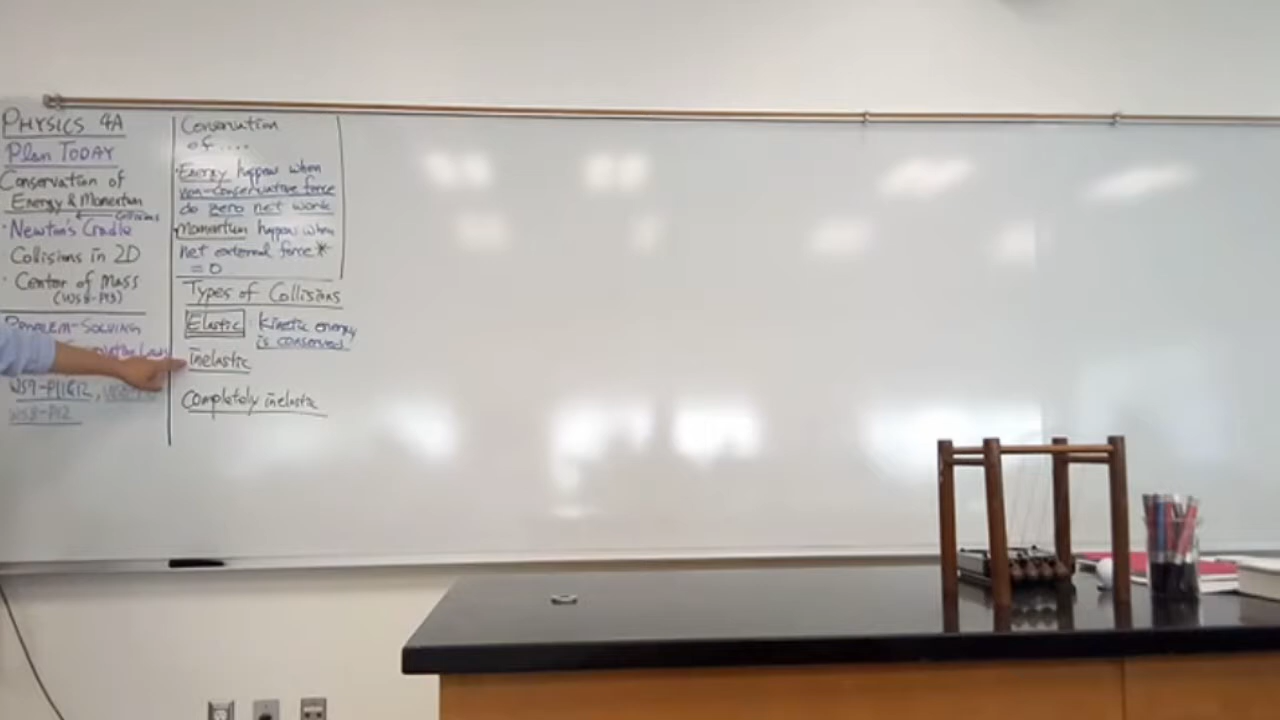 PHYSICS 4A
Plan TODAY
Conservation of
Energy & Momentum
Collisions
• Newton's Cradle
Collisions in 2D
• Center of Mass
(WS8-P13)
PROBLEM-SOLVING
WS7-P11&12,
WS8-P12
Conservation
of ....
• Energy happens when
non-conservative force
do zero net work
Momentum happens when
net external force*
= 0
Types of Collisions
Elastic : Kinetic energy
is conserved
inelastic
Completely inelastic